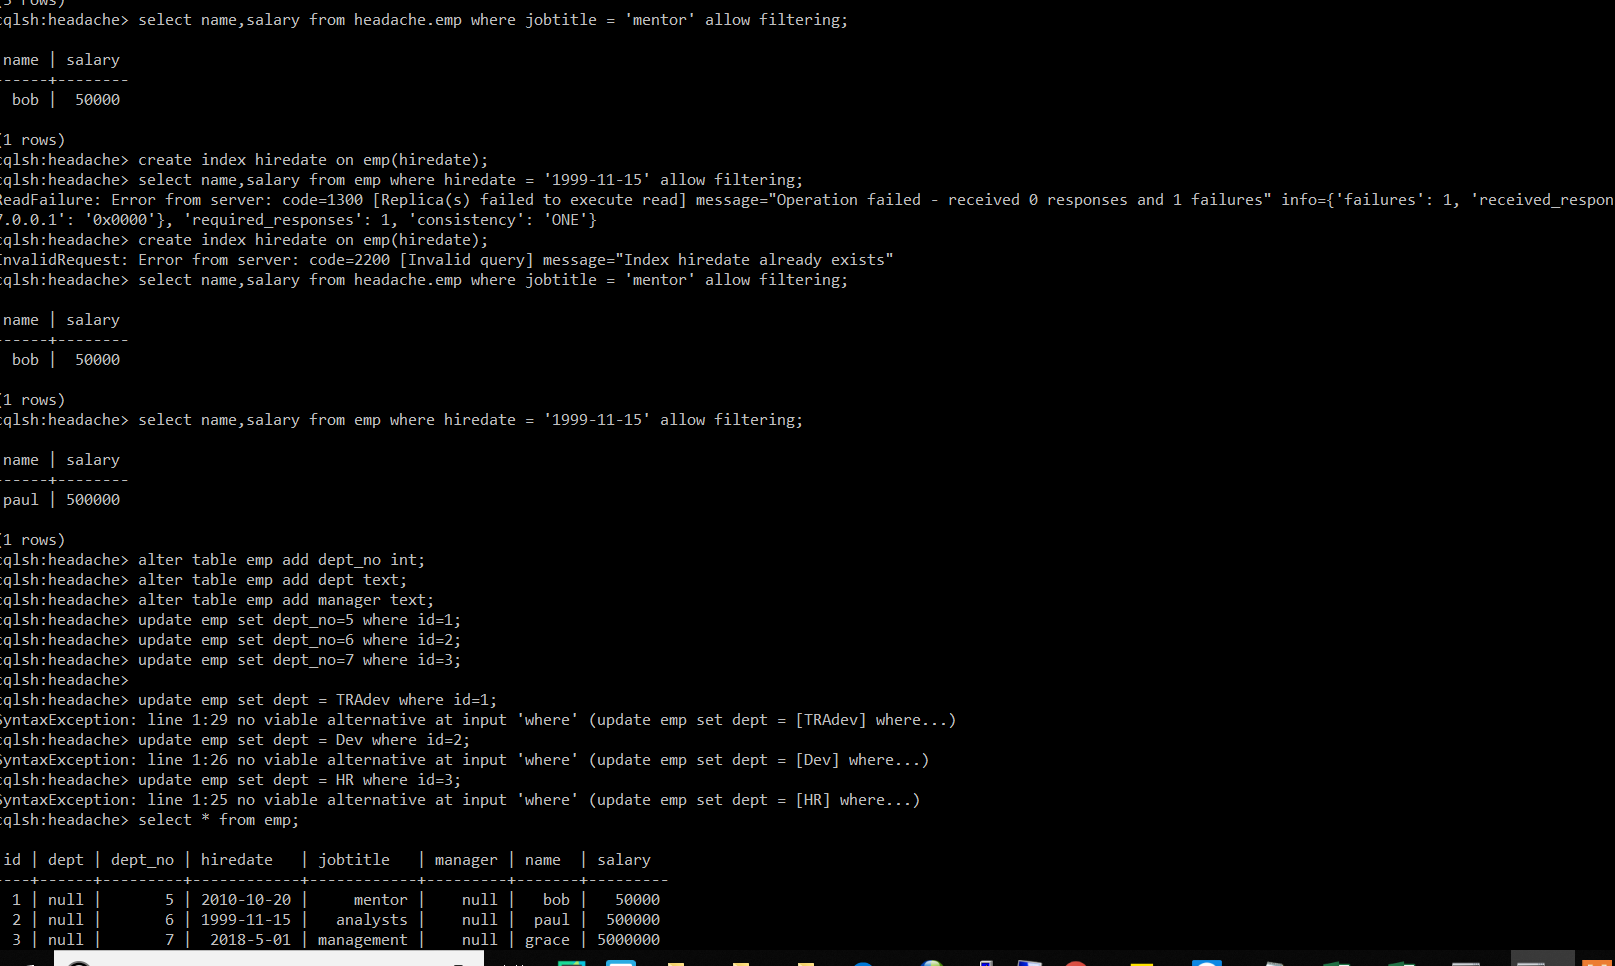 (3 rows)
cqlsh:headache> select name,salary from headache.emp where jobtitle = 'mentor' allow filtering;
name | salary
------+--------
bob | 50000
(1 rows)
cqlsh:headache> create index hiredate on emp(hiredate);
cqlsh:headache> select name,salary from emp where hiredate = '1999-11-15' allow filtering;
ReadFailure: Error from server: code=1300 [Replica(s) failed to execute read] message="Operation failed - received 0 responses and 1 failures" info={'failures': 1, 'received_respon
7.0.0.1': '0x0000'}, 'required_responses': 1, 'consistency': 'ONE'}
cqlsh:headache> create index hiredate on emp(hiredate);
InvalidRequest: Error from server: code=2200 [Invalid query] message="Index hiredate already exists"
cqlsh:headache> select name,salary from headache.emp where jobtitle = 'mentor' allow filtering;
name | salary
------+--------
bob | 50000
(1 rows)
cqlsh:headache> select name,salary from emp where hiredate = '1999-11-15' allow filtering;
name | salary
------+--------
paul | 500000
(1 rows)
cqlsh:headache> alter table emp add dept_no int;
cqlsh:headache> alter table emp add dept text;
cqlsh:headache> alter table emp add manager text;
cqlsh:headache> update emp set dept_no=5 where id=1;
cqlsh:headache> update emp set dept_no=6 where id=2;
cqlsh:headache> update emp set dept_no=7 where id=3;
cqlsh:headache>
cqlsh:headache> update emp set dept = TRAdev where id=1;
SyntaxException: line 1:29 no viable alternative at input 'where' (update emp set dept = [TRAdev] where...)
cqlsh:headache> update emp set dept = Dev where id=2;
SyntaxException: line 1:26 no viable alternative at input 'where' (update emp set dept = [Dev] where...)
cqlsh:headache> update emp set dept = HR where id=3;
SyntaxException: line 1:25 no viable alternative at input 'where' (update emp set dept = [HR] where...)
cqlsh:headache> select * from emp;
id | dept | dept_no | hiredate | jobtitle | manager | name | salary
----+------+---------+------------+------------+---------+-------+---------
1 | null | 5 | 2010-10-20 | mentor | null | bob | 50000
2 | null | 6 | 1999-11-15 | analysts | null | paul | 500000
3 | null | 7 | 2018-5-01 | management | null | grace | 5000000